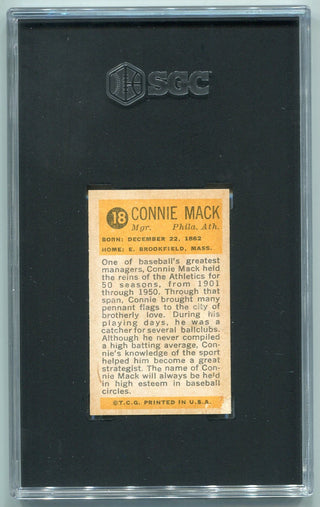 SGC
18 CONNIE MACK
Mgr. Phila. Ath.
BORN: DECEMBER 22, 1862
HOME: E. BROOKFIELD, MASS.
One of baseball's greatest
managers, Connie Mack held
the reins of the Athletics for
50 seasons, from 1901
through 1950. Through that
span, Connie brought many
pennant flags to the city of
brotherly love. During his
playing days, he was a
catcher for several ballclubs.
Although he never compiled
a high batting average, Con-
nie's knowledge of the sport
helped him become a great
strategist. The name of Con-
nie Mack will always be held
in high esteem in baseball
circles.
©T.C.G. PRINTED IN U.S.A.